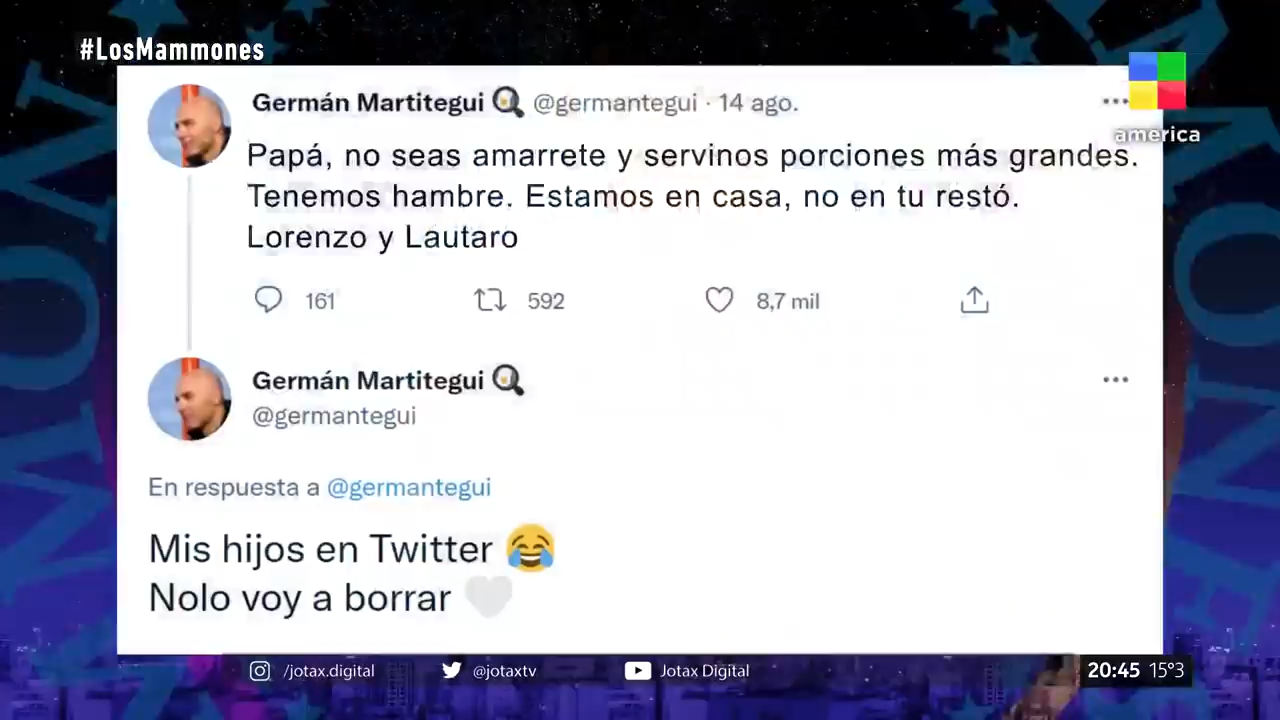 #LosMammones
america
Germán Martitegui @germantegui · 14 ago.
Papá, no seas amarrete y servinos porciones más grandes.
Tenemos hambre. Estamos en casa, no en tu restó.
Lorenzo y Lautaro
161 592 8,7 mil
Germán Martitegui
@germantegui
En respuesta a @germantegui
Mis hijos en Twitter 😂
Nolo voy a borrar 🤍
/jotax.digital @jotaxtv Jotax Digital
20:45 15°3